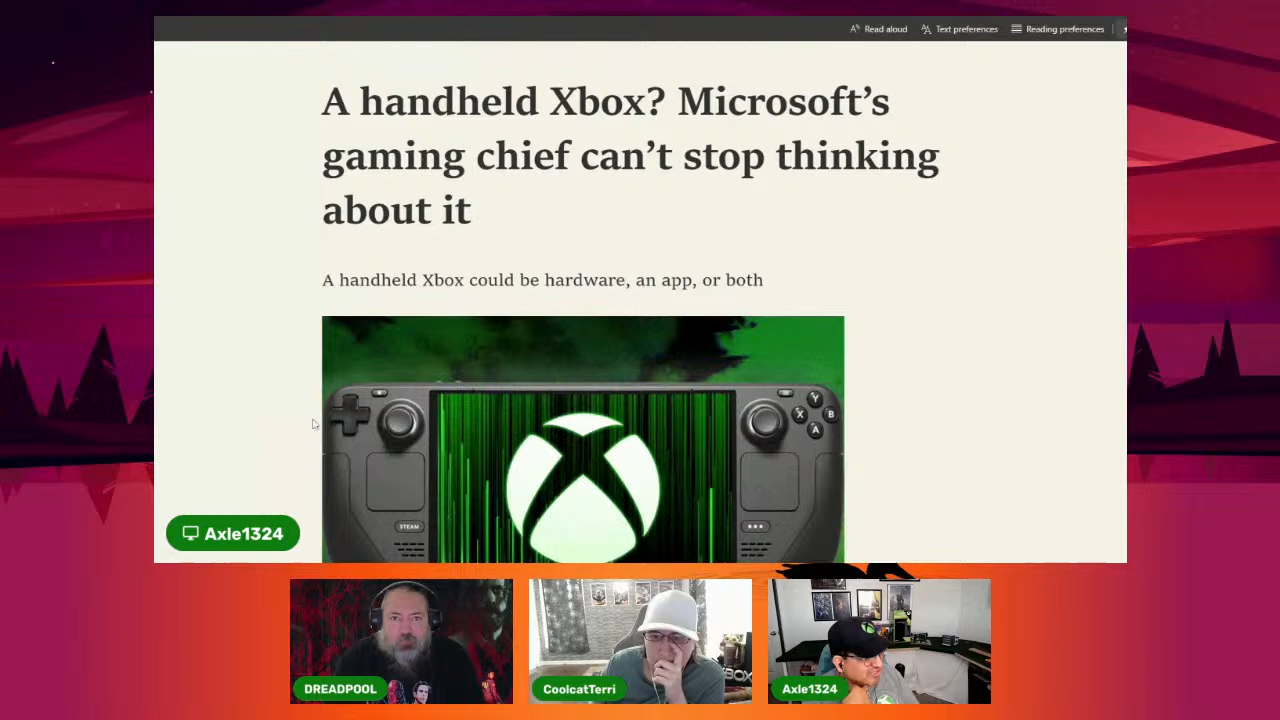 Read aloud
Text preferences
Reading preferences
A handheld Xbox? Microsoft’s
gaming chief can’t stop thinking
about it
A handheld Xbox could be hardware, an app, or both
Y
X
B
A
STEAM
Axle1324
DREADPOOL
CoolcatTerri
XBOX
Axle1324